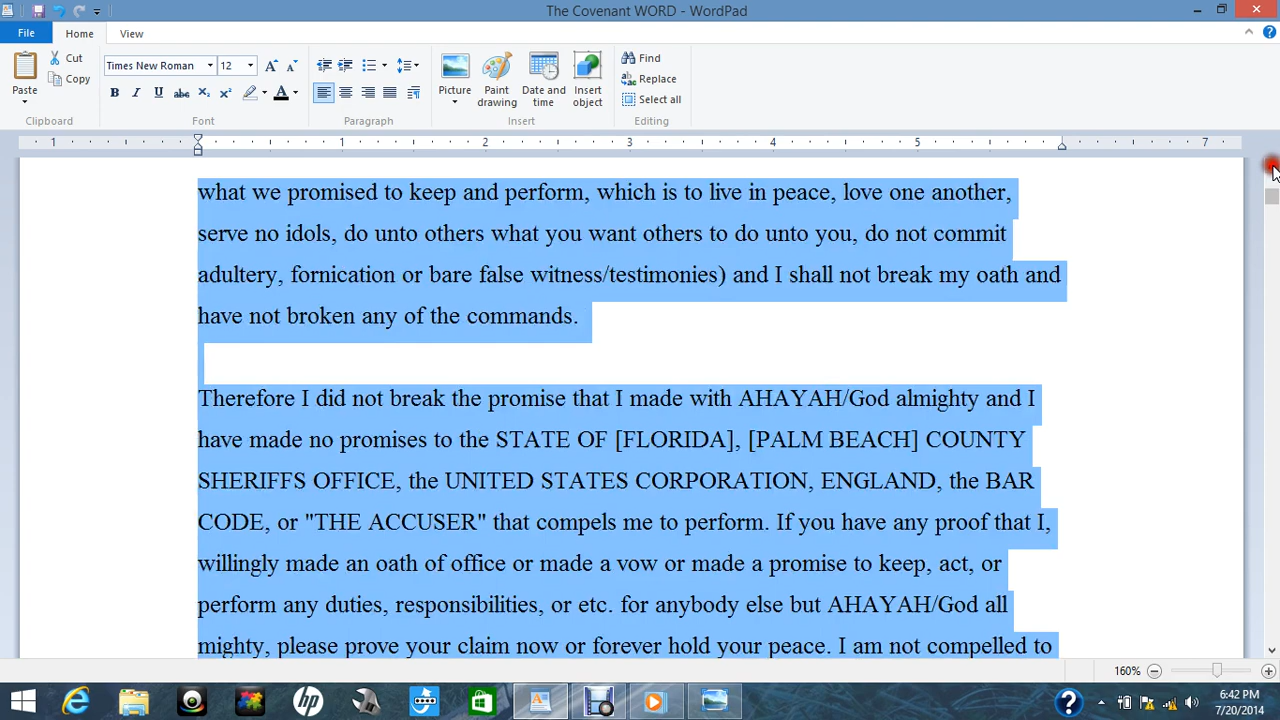 The Covenant WORD - WordPad
File Home View
Paste
Cut
Copy
Clipboard
Times New Roman 12
Font
Paragraph
Picture
Paint drawing
Date and time
Insert object
Insert
Find
Replace
Select all
Editing
1 1 2 3 4 5 7
what we promised to keep and perform, which is to live in peace, love one another,
serve no idols, do unto others what you want others to do unto you, do not commit
adultery, fornication or bare false witness/testimonies) and I shall not break my oath and
have not broken any of the commands.
Therefore I did not break the promise that I made with AHAYAH/God almighty and I
have made no promises to the STATE OF [FLORIDA], [PALM BEACH] COUNTY
SHERIFFS OFFICE, the UNITED STATES CORPORATION, ENGLAND, the BAR
CODE, or "THE ACCUSER" that compels me to perform. If you have any proof that I,
willingly made an oath of office or made a vow or made a promise to keep, act, or
perform any duties, responsibilities, or etc. for anybody else but AHAYAH/God all
mighty, please prove your claim now or forever hold your peace. I am not compelled to
160%
6:42 PM
7/20/2014